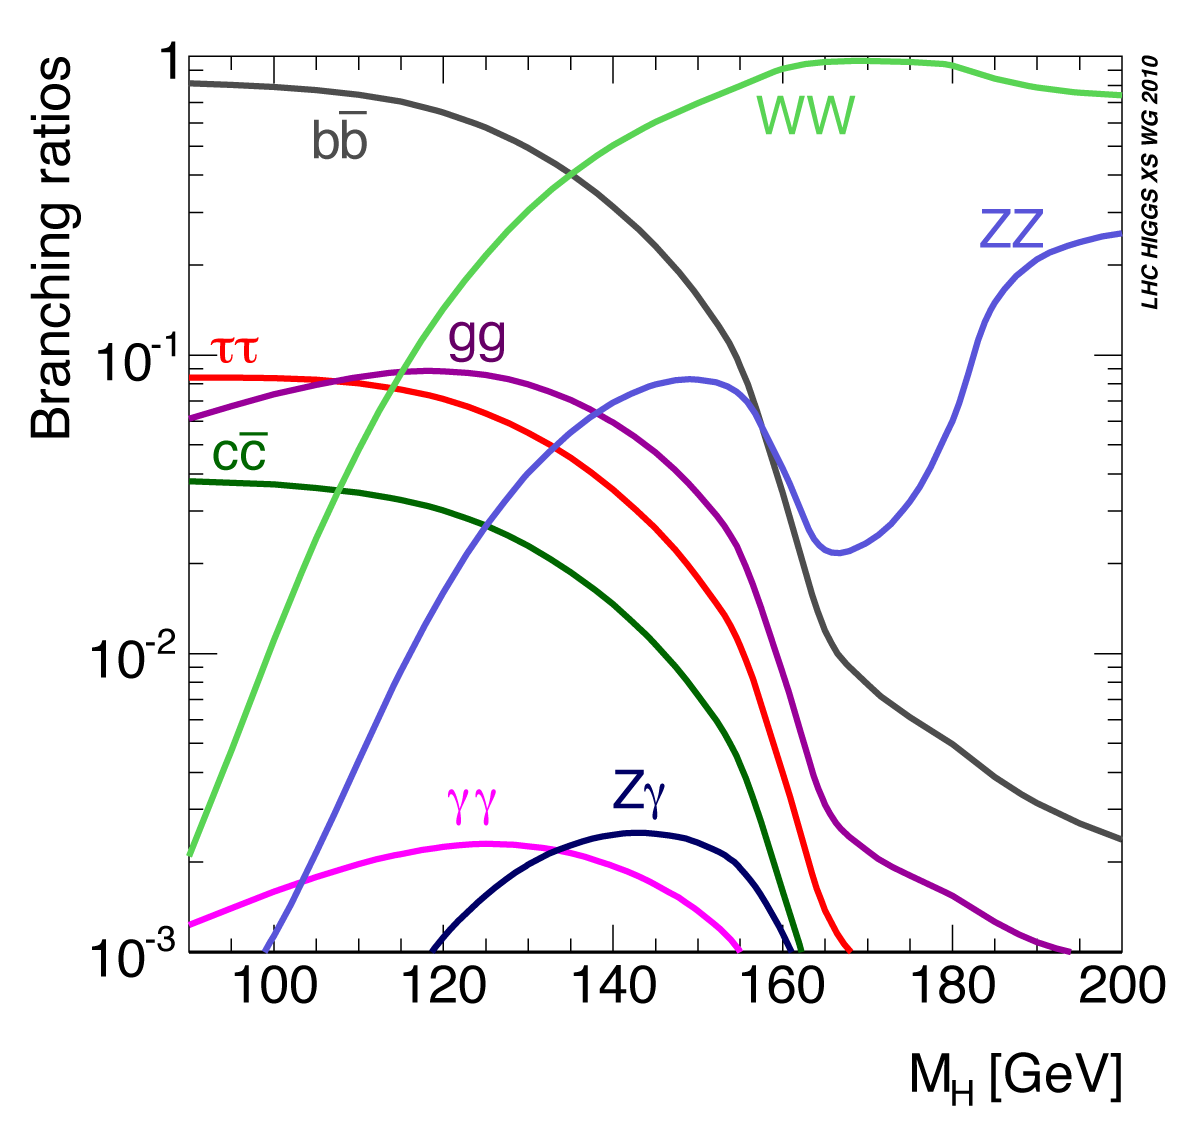 Branching ratios
1
10⁻¹
10⁻²
10⁻³
bb̅
WW
ZZ
ττ
gg
cc̅
γγ
Zγ
100 120 140 160 180 200
M_H [GeV]
LHC HIGGS XS WG 2010